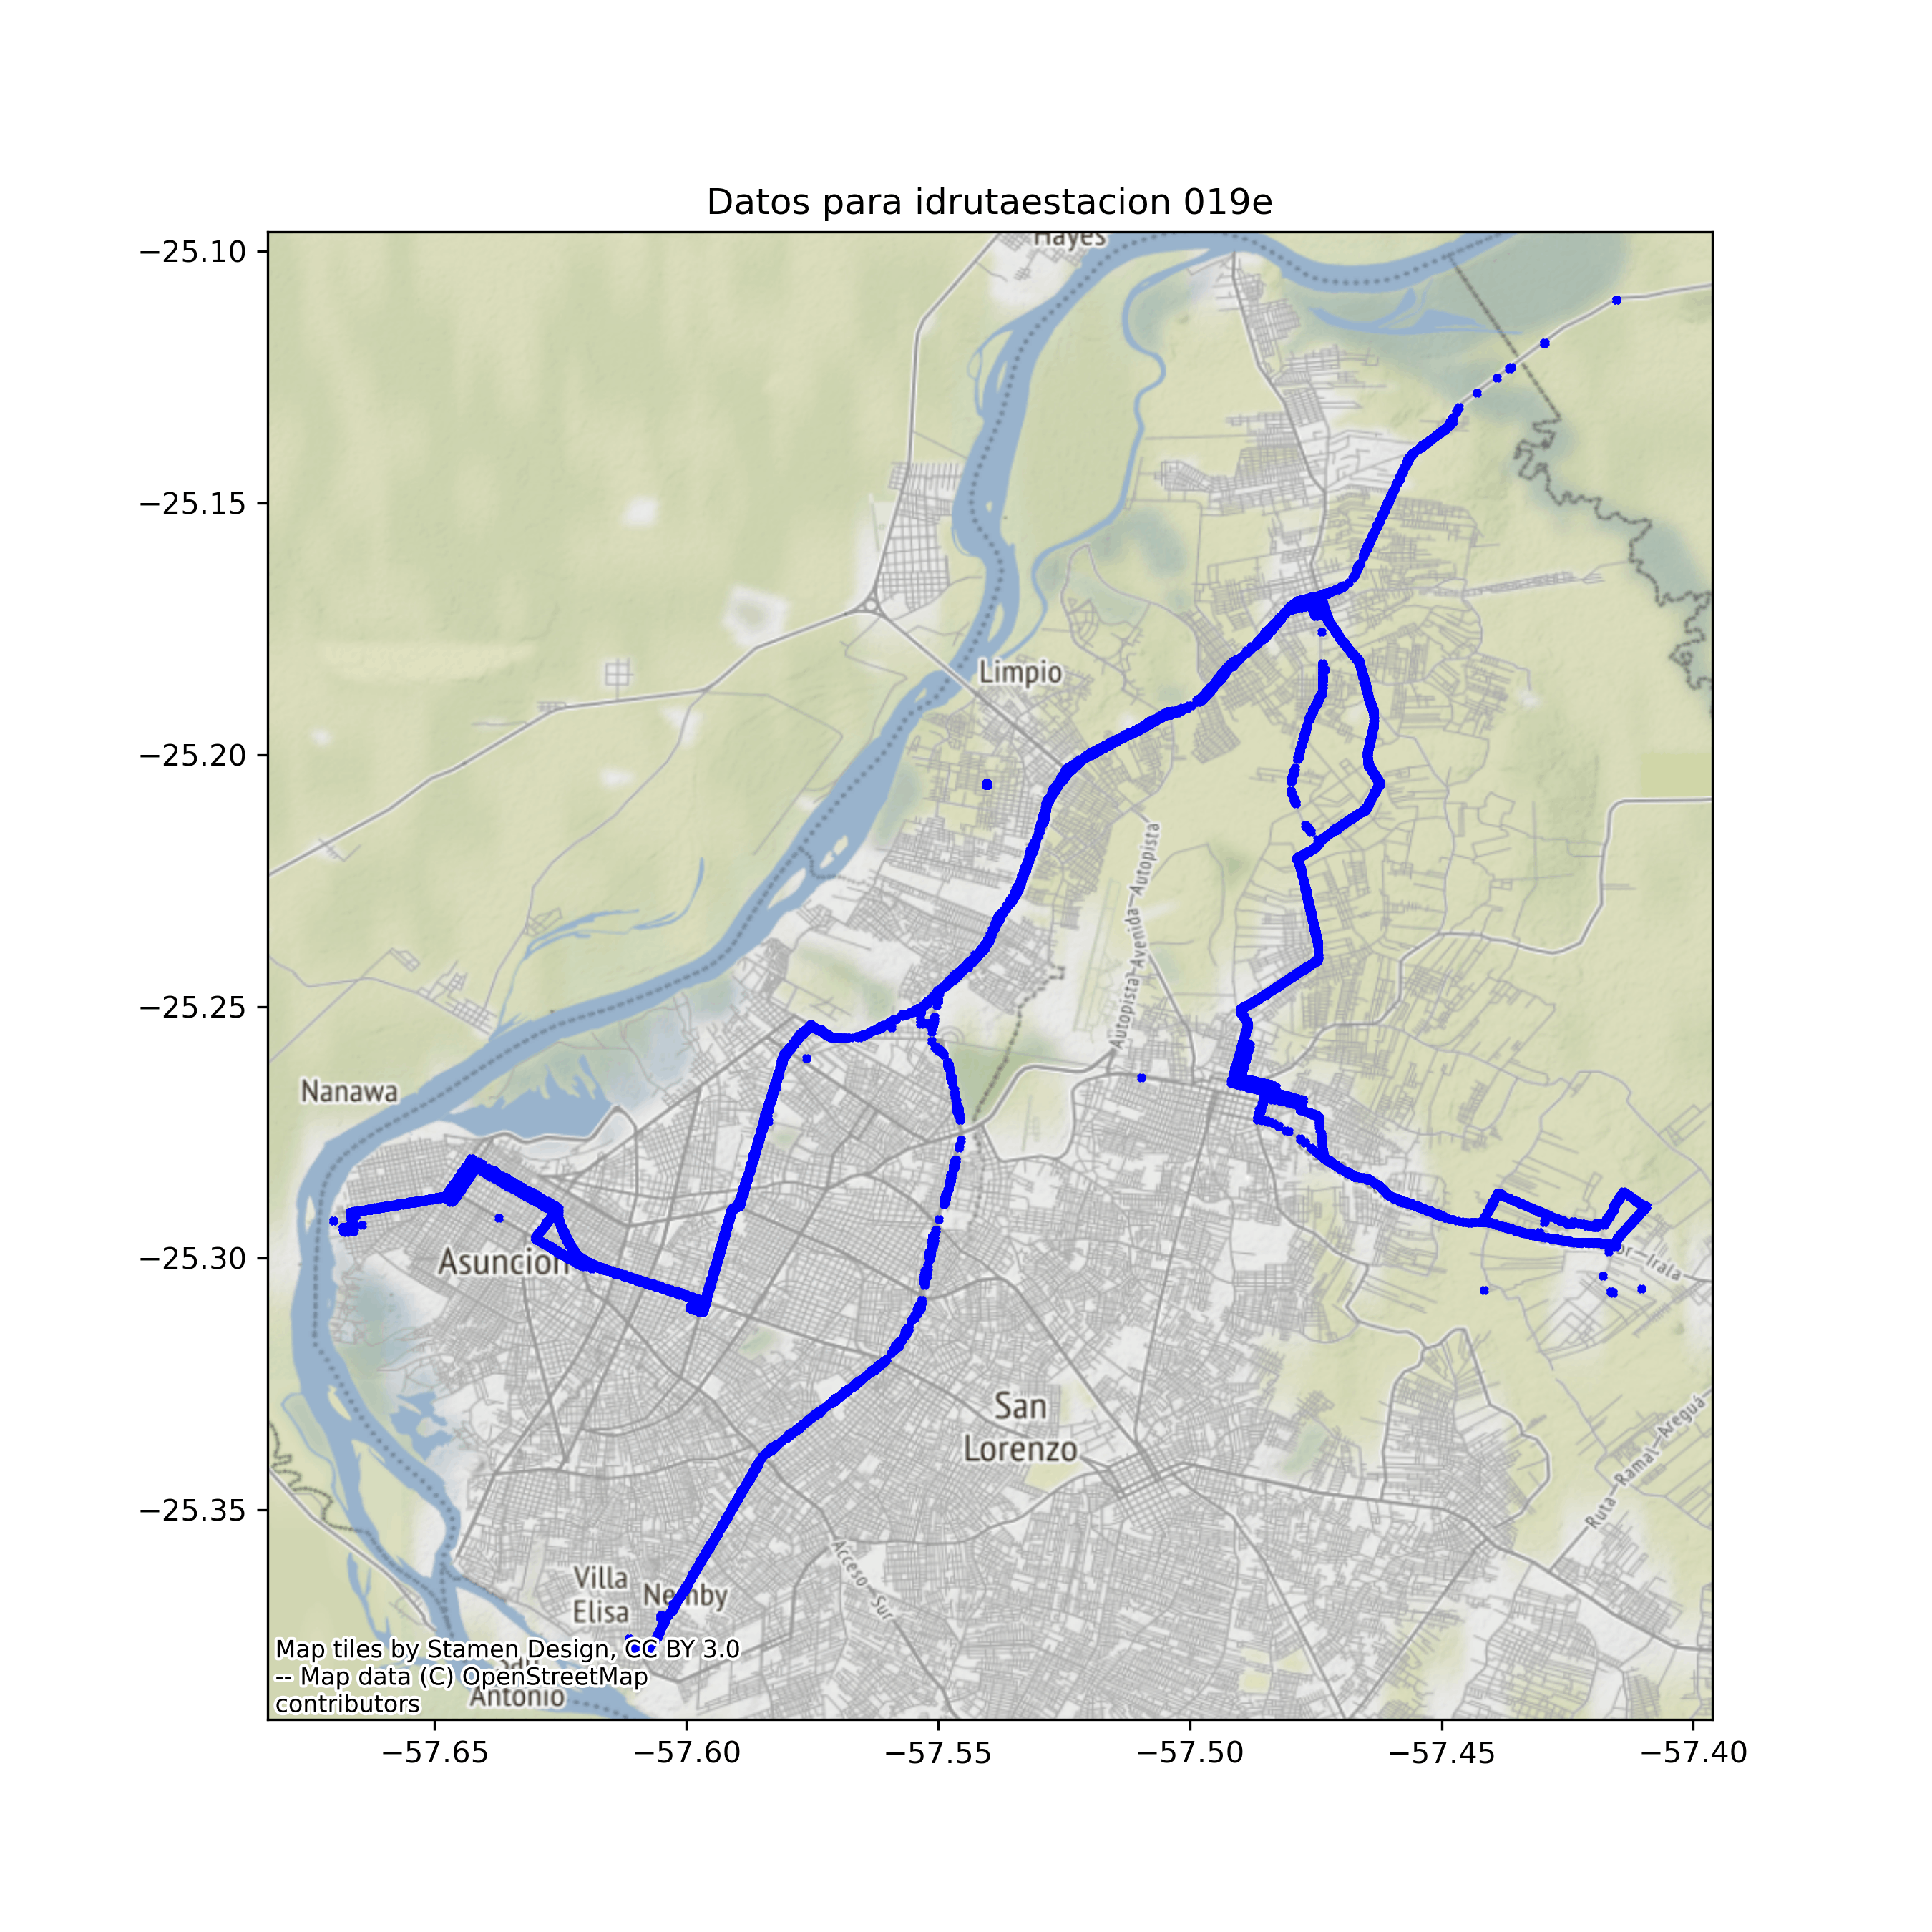 Datos para idrutaestacion 019e
Hayes
−25.10
−25.15
Limpio
−25.20
Autopista—Avenida—Autopista
−25.25
Nanawa
−25.30
Asuncion
or—Irala
San
Lorenzo
Ruta—Ramal—Areguá
−25.35
Acceso—Sur
Villa
Elisa
Nemby
Map tiles by Stamen Design, CC BY 3.0
-- Map data (C) OpenStreetMap
contributors
San
Antonio
−57.65
−57.60
−57.55
−57.50
−57.45
−57.40